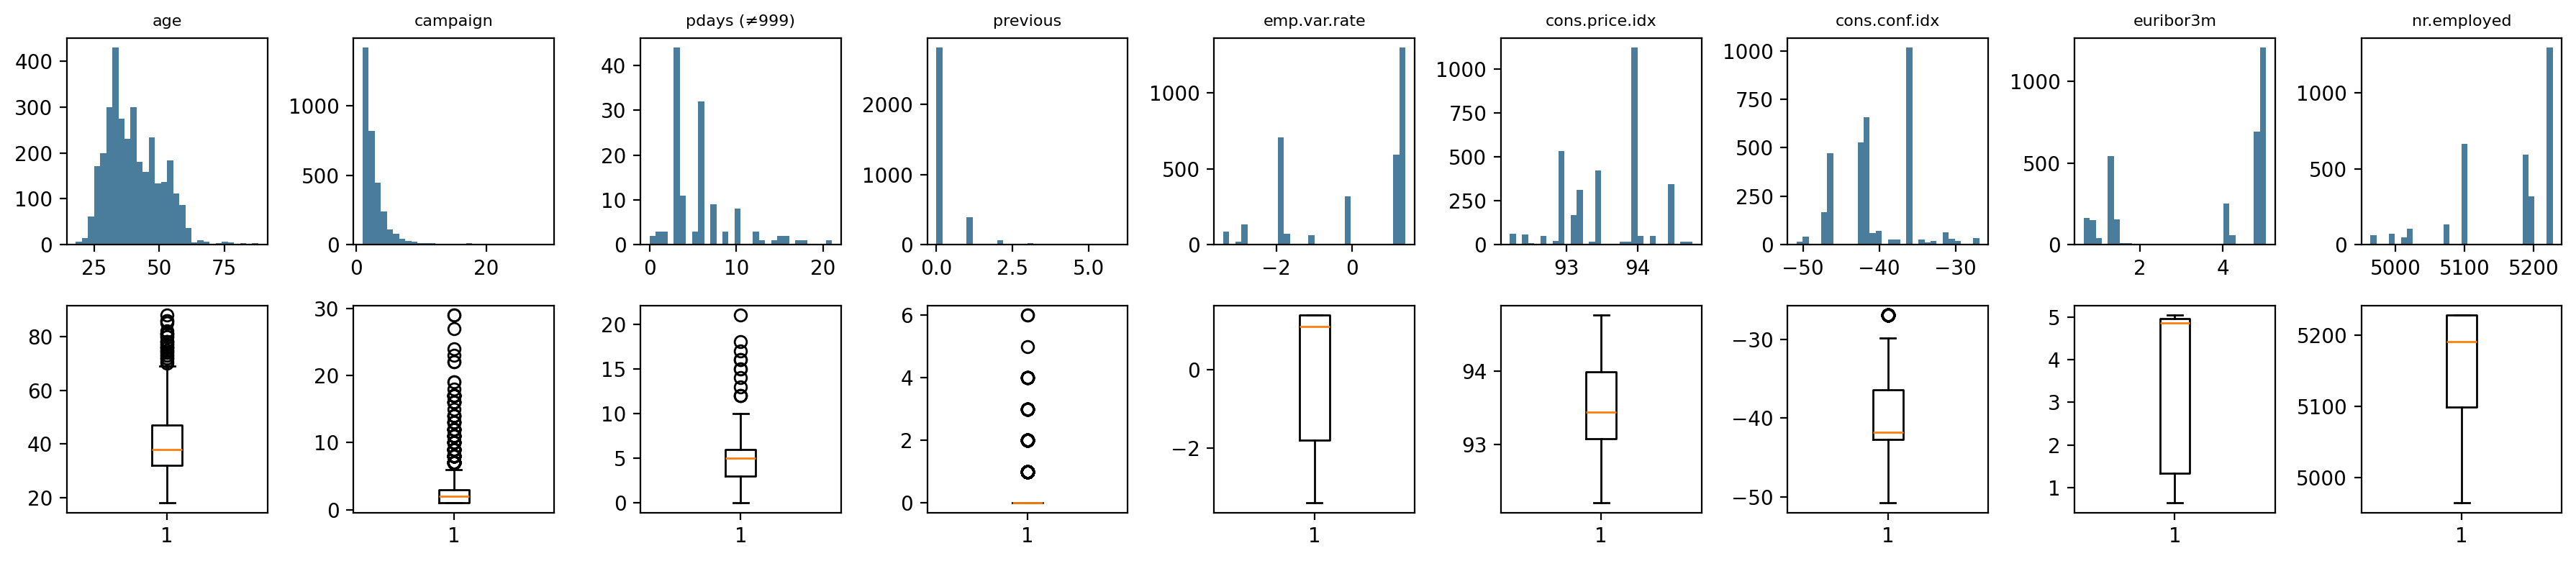 age campaign pdays (≠999) previous emp.var.rate cons.price.idx cons.conf.idx euribor3m nr.employed
400 300 200 100 0
25 50 75
1000 500 0
0 20
40 30 20 10 0
0 10 20
2000 1000 0
0.0 2.5 5.0
1000 500 0
−2 0
1000 750 500 250 0
93 94
1000 750 500 250 0
−50 −40 −30
1000 500 0
2 4
1000 500 0
5000 5100 5200
80 60 40 20
1
30 20 10 0
1
20 15 10 5 0
1
6 4 2 0
1
0 −2
1
94 93
1
−30 −40 −50
1
5 4 3 2 1
1
5200 5100 5000
1